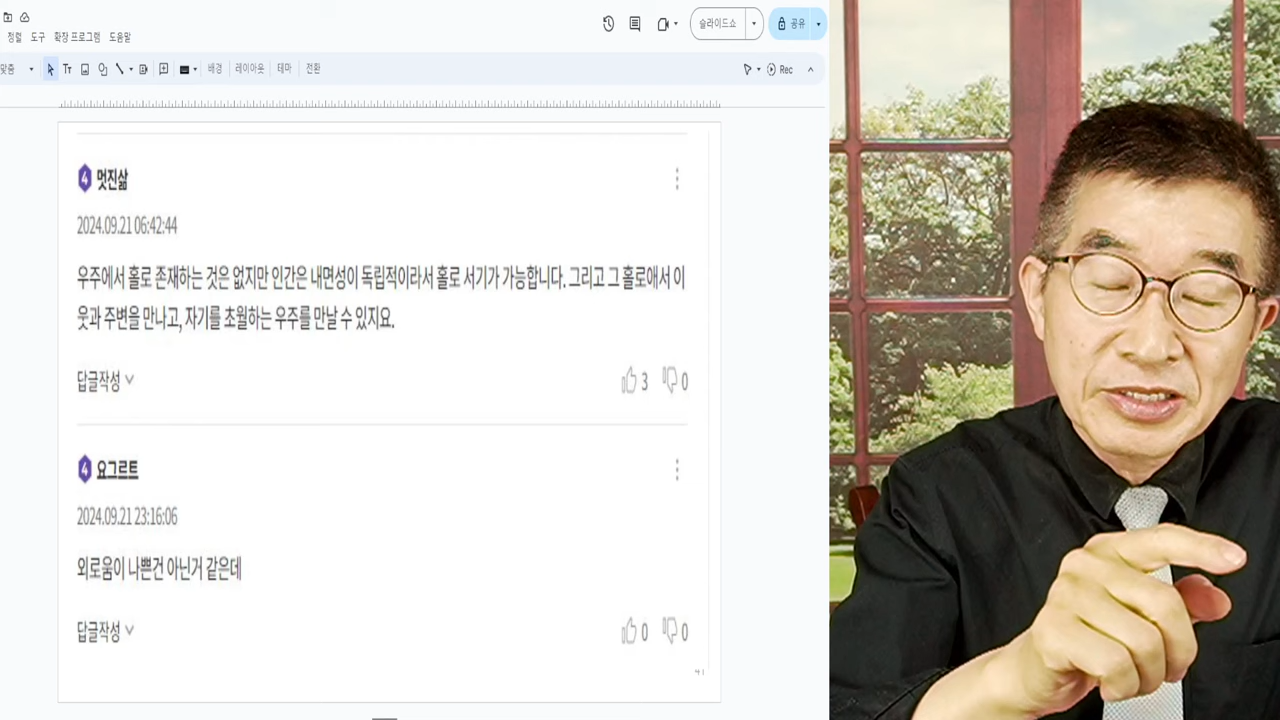 정렬 도구 확장 프로그램 도움말
슬라이드쇼
공유
맞춤
배경 레이아웃 테마 전환
Rec
4 멋진삶
2024.09.21 06:42:44
우주에서 홀로 존재하는 것은 없지만 인간은 내면성이 독립적이라서 홀로 서기가 가능합니다. 그리고 그 홀로애서 이
웃과 주변을 만나고, 자기를 초월하는 우주를 만날 수 있지요.
답글작성
3 0
4 요그르트
2024.09.21 23:16:06
외로움이 나쁜건 아닌거 같은데
답글작성
0 0